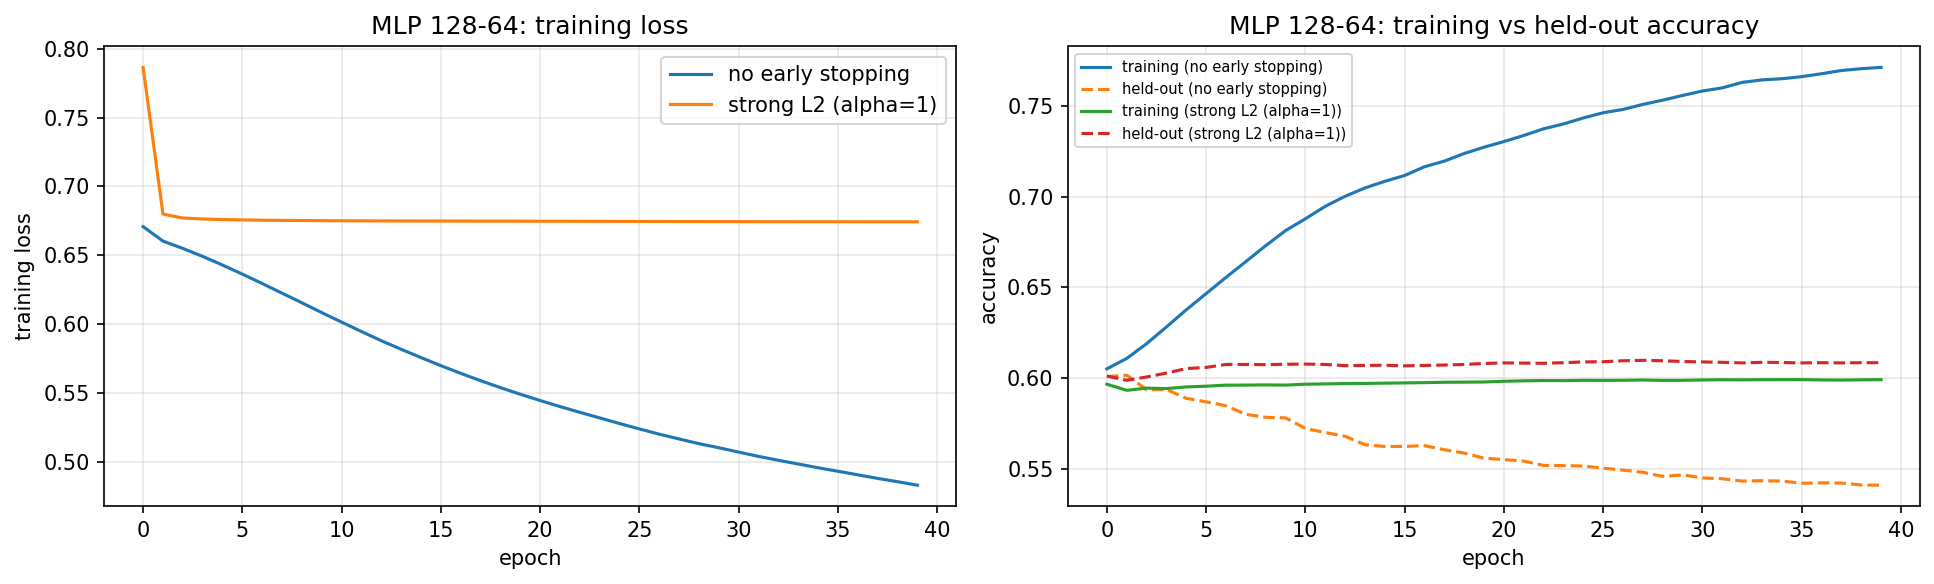 MLP 128-64: training loss
no early stopping
strong L2 (alpha=1)
training loss
0.80
0.75
0.70
0.65
0.60
0.55
0.50
0 5 10 15 20 25 30 35 40
epoch
MLP 128-64: training vs held-out accuracy
training (no early stopping)
held-out (no early stopping)
training (strong L2 (alpha=1))
held-out (strong L2 (alpha=1))
accuracy
0.75
0.70
0.65
0.60
0.55
0 5 10 15 20 25 30 35 40
epoch